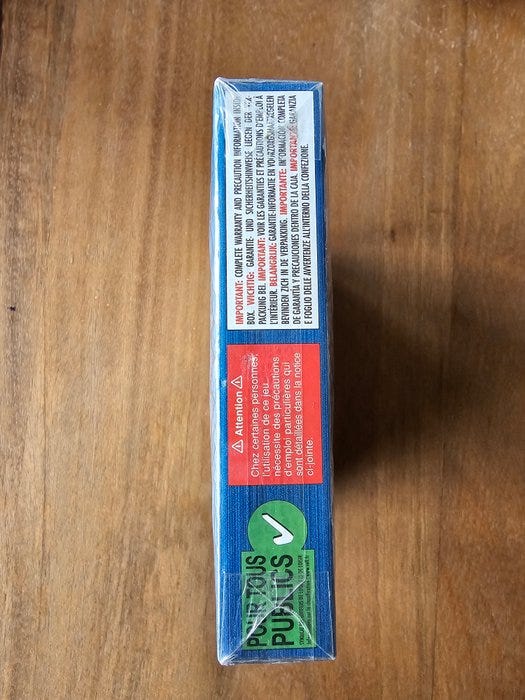 IMPORTANT: COMPLETE WARRANTY AND PRECAUTION INFORMATION INSIDE
BOX. WICHTIG: GARANTIE- UND SICHERHEITSHINWEISE LIEGEN DER VER-
PACKUNG BEI. IMPORTANT: VOIR LES GARANTIES ET PRÉCAUTIONS D'EMPLOI À
L'INTÉRIEUR. BELANGRIJK: GARANTIE-INFORMATIE EN VOORZORGSMAATREGELEN
BEVINDEN ZICH IN DE VERPAKKING. IMPORTANTE: INFORMACIÓN COMPLETA
DE GARANTÍA Y PRECAUCIONES DENTRO DE LA CAJA. IMPORTANTE: GARANZIA
E FOGLIO DELLE AVVERTENZE ALL'INTERNO DELLA CONFEZIONE.
⚠ Attention ⚠
Chez certaines personnes,
l'utilisation de ce jeu
nécessite des précautions
d'emploi particulières qui
sont détaillées dans la notice
ci-jointe.
POUR TOUS
PUBLICS